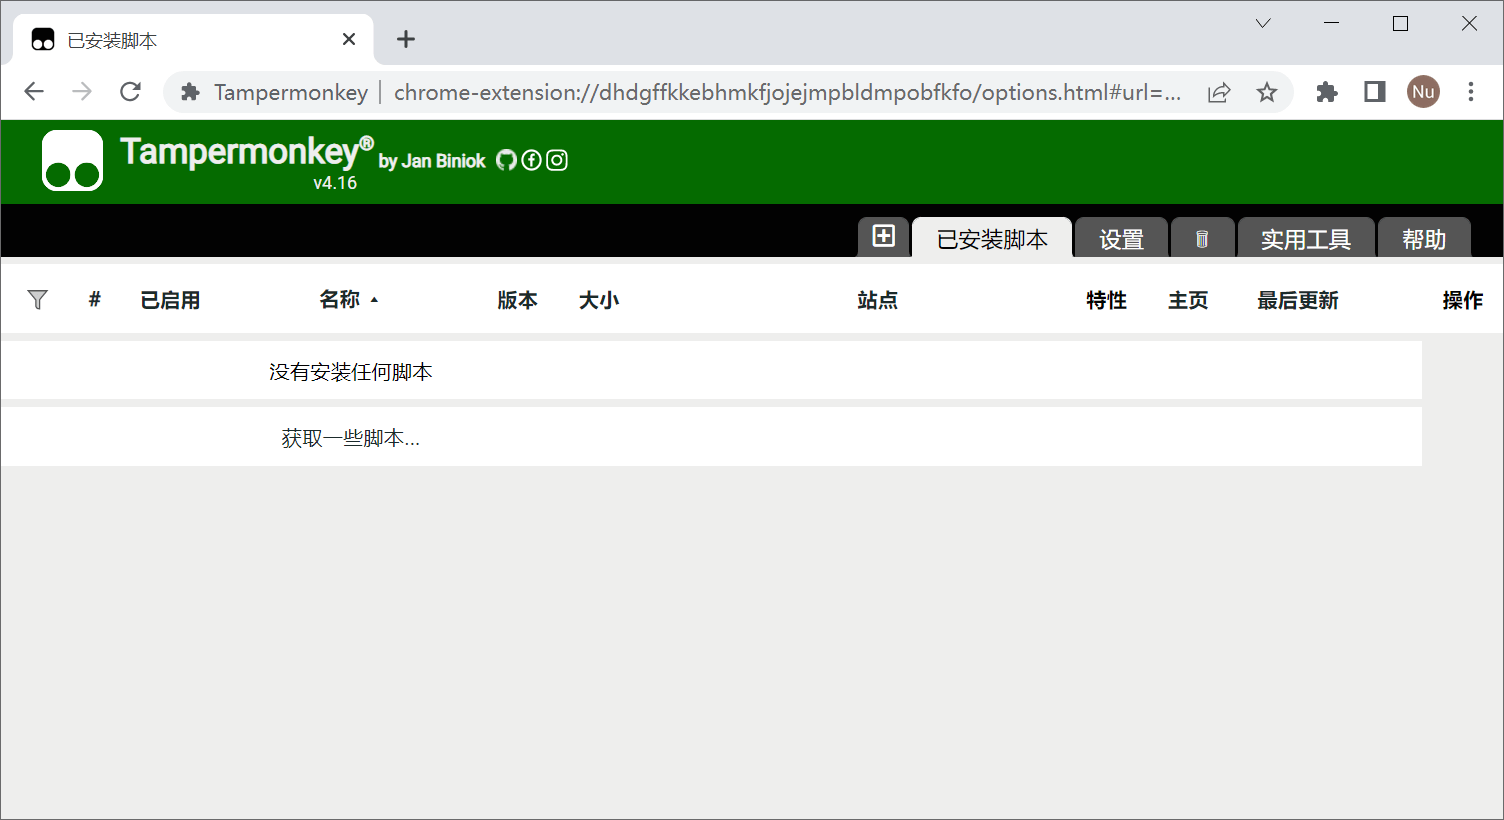 已安装脚本
Tampermonkey | chrome-extension://dhdgffkkebhmkfjojejmpbldmpobfkfo/options.html#url=...
Nu
Tampermonkey® by Jan Biniok
v4.16
已安装脚本 设置 实用工具 帮助
# 已启用 名称 版本 大小 站点 特性 主页 最后更新 操作
没有安装任何脚本
获取一些脚本...